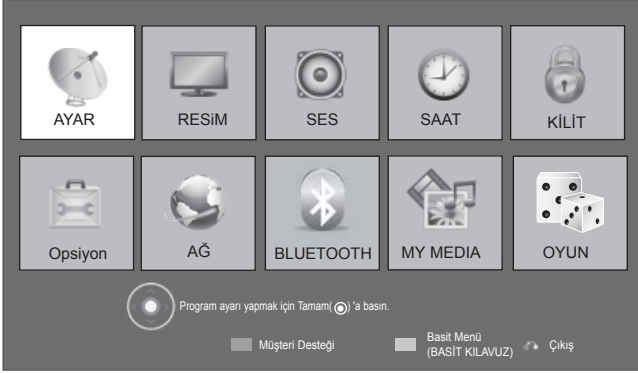 AYAR
RESiM
SES
SAAT
KİLİT
Opsiyon
AĞ
BLUETOOTH
MY MEDIA
OYUN
Program ayarı yapmak için Tamam(◉) 'a basın.
Müşteri Desteği
Basit Menü
(BASİT KILAVUZ)
Çıkış